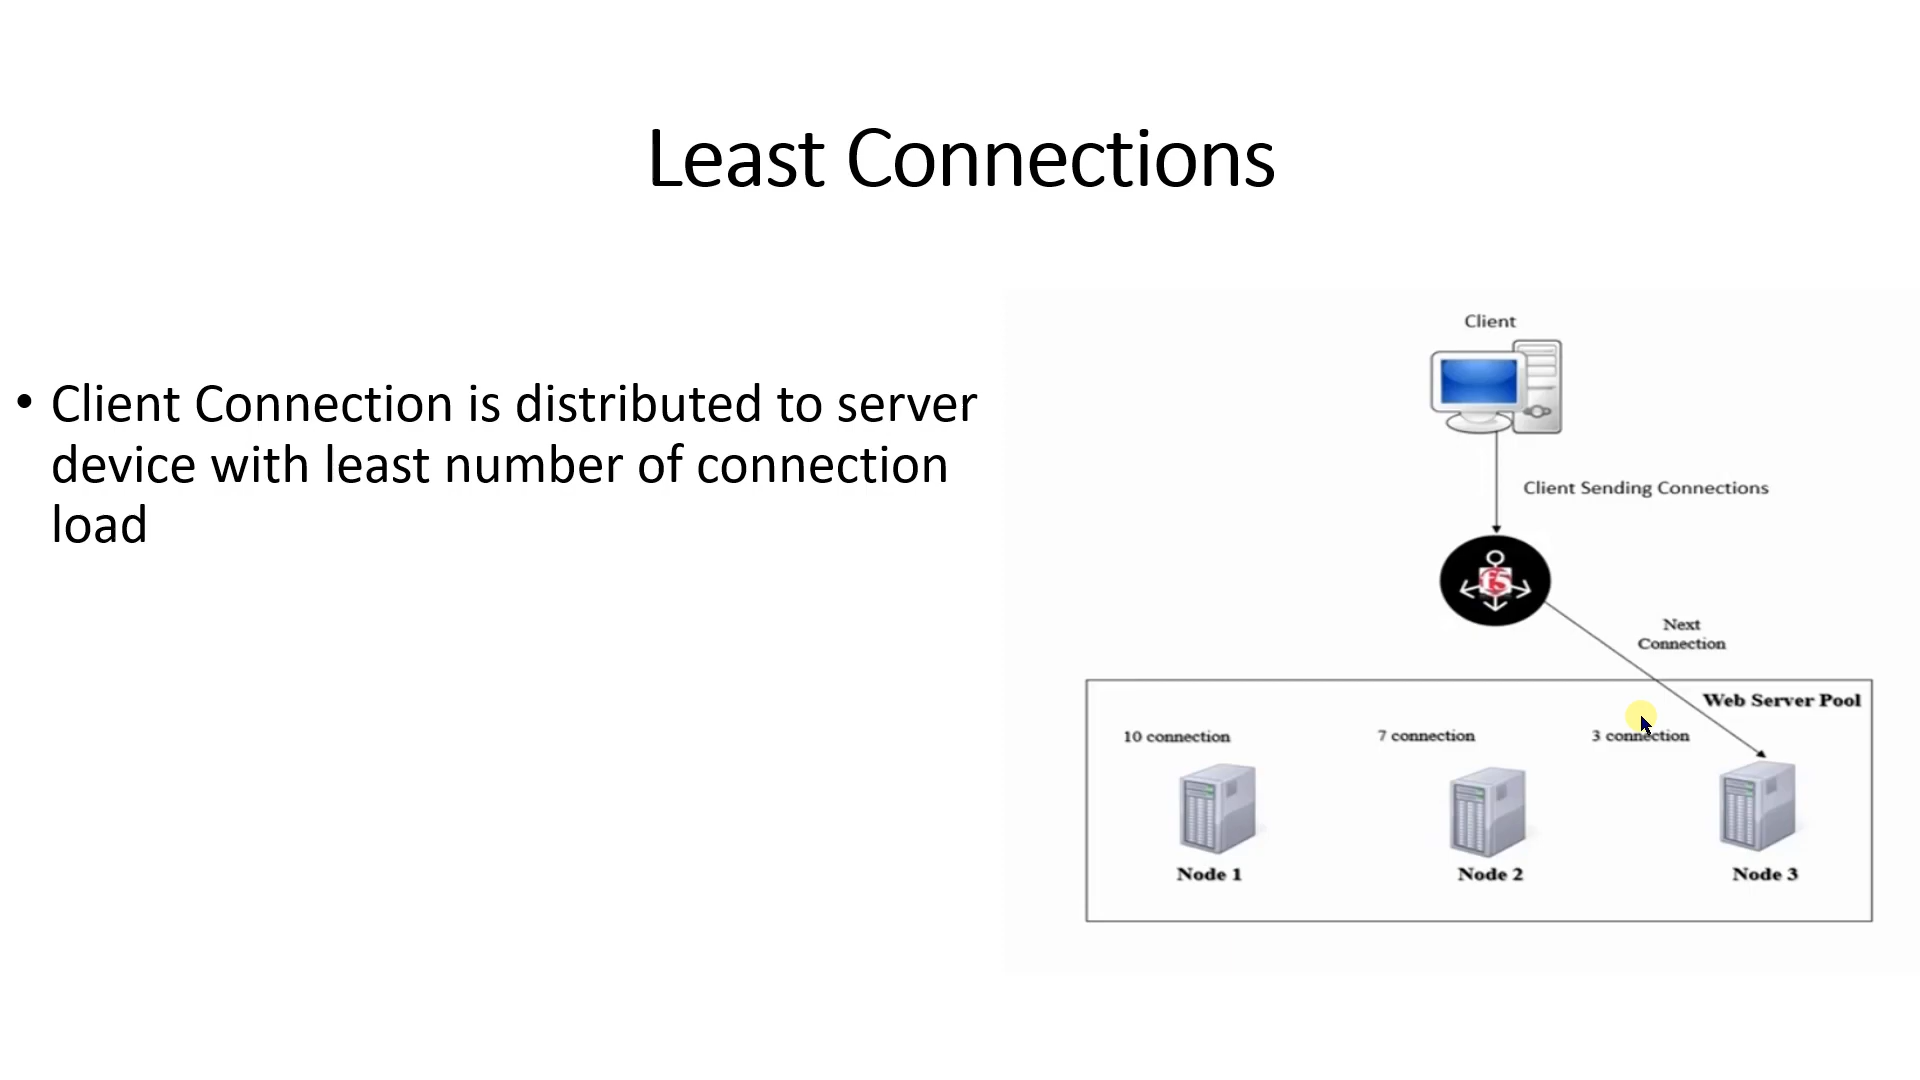 Least Connections
• Client Connection is distributed to server
device with least number of connection
load
Client
Client Sending Connections
f5
Next
Connection
Web Server Pool
10 connection
7 connection
3 connection
Node 1
Node 2
Node 3